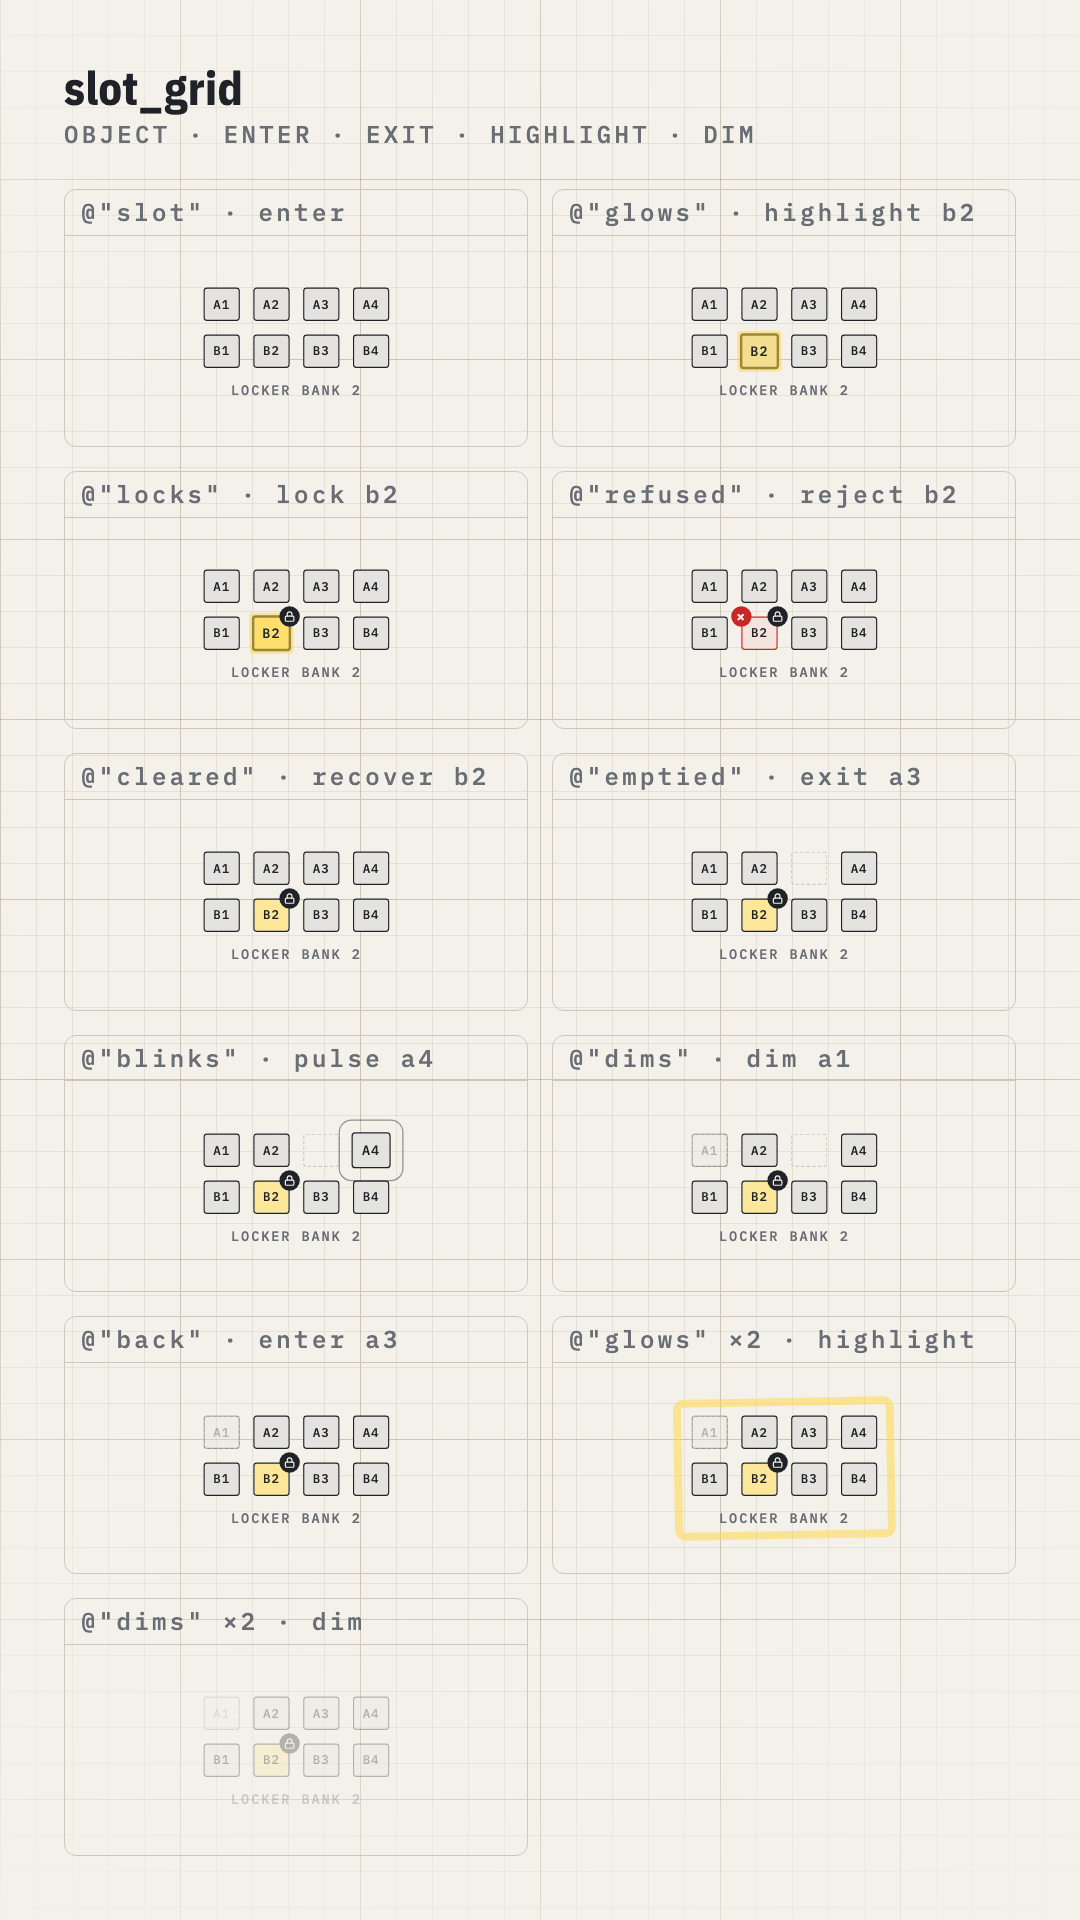 slot_grid
OBJECT · ENTER · EXIT · HIGHLIGHT · DIM
@"slot" · enter
A1 A2 A3 A4
B1 B2 B3 B4
LOCKER BANK 2
@"glows" · highlight b2
A1 A2 A3 A4
B1 B2 B3 B4
LOCKER BANK 2
@"locks" · lock b2
A1 A2 A3 A4
B1 B2 B3 B4
LOCKER BANK 2
@"refused" · reject b2
A1 A2 A3 A4
B1 B2 B3 B4
LOCKER BANK 2
@"cleared" · recover b2
A1 A2 A3 A4
B1 B2 B3 B4
LOCKER BANK 2
@"emptied" · exit a3
A1 A2 A4
B1 B2 B3 B4
LOCKER BANK 2
@"blinks" · pulse a4
A1 A2 A4
B1 B2 B3 B4
LOCKER BANK 2
@"dims" · dim a1
A1 A2 A4
B1 B2 B3 B4
LOCKER BANK 2
@"back" · enter a3
A1 A2 A3 A4
B1 B2 B3 B4
LOCKER BANK 2
@"glows" ×2 · highlight
A1 A2 A3 A4
B1 B2 B3 B4
LOCKER BANK 2
@"dims" ×2 · dim
A1 A2 A3 A4
B1 B2 B3 B4
LOCKER BANK 2